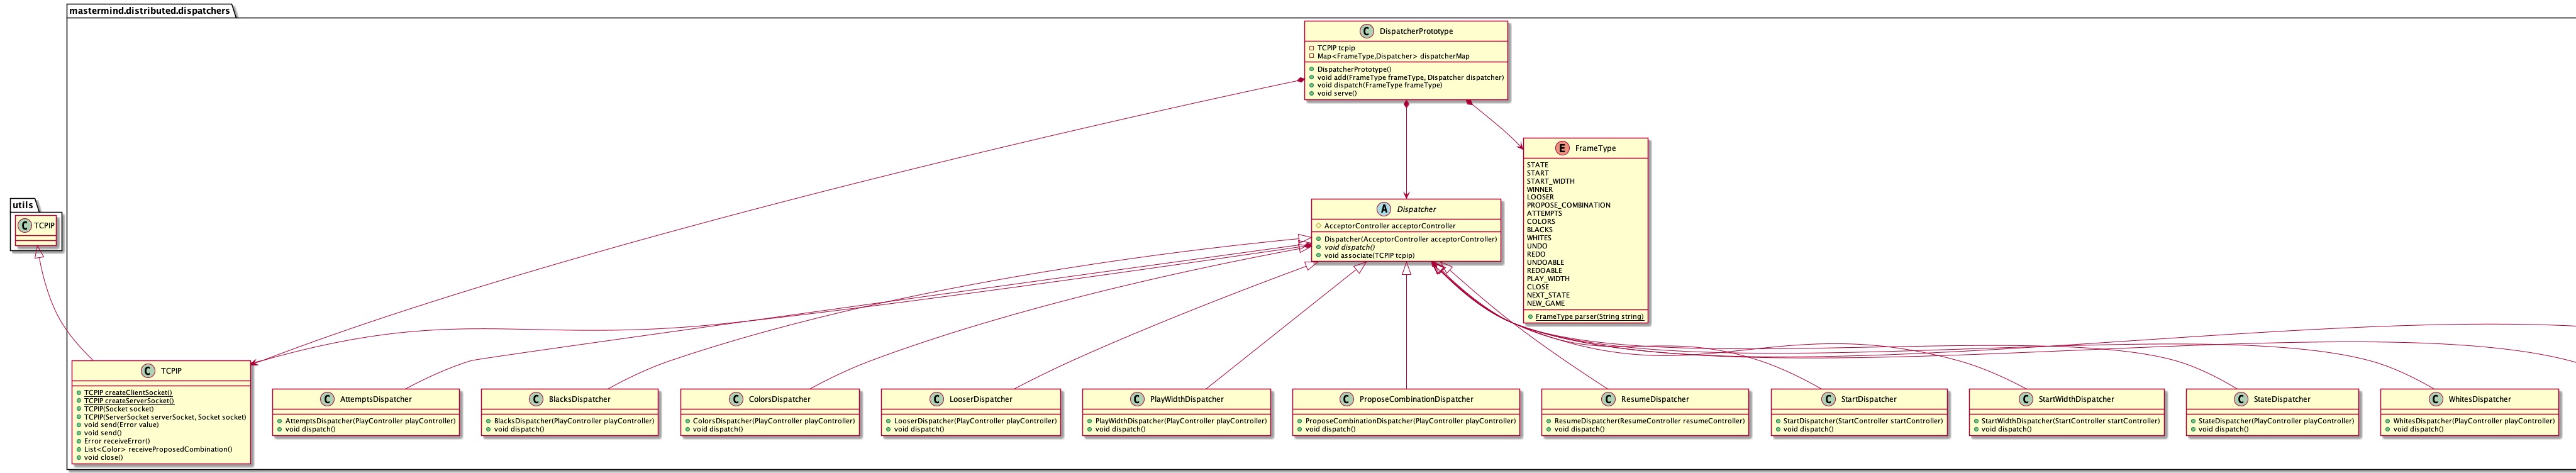 mastermind.distributed.dispatchers
C DispatcherPrototype
TCPIP tcpip
Map<FrameType,Dispatcher> dispatcherMap
DispatcherPrototype()
void add(FrameType frameType, Dispatcher dispatcher)
void dispatch(FrameType frameType)
void serve()
E FrameType
STATE
START
START_WIDTH
WINNER
LOOSER
PROPOSE_COMBINATION
ATTEMPTS
COLORS
BLACKS
WHITES
UNDO
REDO
UNDOABLE
REDOABLE
PLAY_WIDTH
CLOSE
NEXT_STATE
NEW_GAME
FrameType parser(String string)
utils
C TCPIP
A Dispatcher
AcceptorController acceptorController
Dispatcher(AcceptorController acceptorController)
void dispatch()
void associate(TCPIP tcpip)
C TCPIP
TCPIP createClientSocket()
TCPIP createServerSocket()
TCPIP(Socket socket)
TCPIP(ServerSocket serverSocket, Socket socket)
void send(Error value)
void send()
Error receiveError()
List<Color> receiveProposedCombination()
void close()
C AttemptsDispatcher
AttemptsDispatcher(PlayController playController)
void dispatch()
C BlacksDispatcher
BlacksDispatcher(PlayController playController)
void dispatch()
C ColorsDispatcher
ColorsDispatcher(PlayController playController)
void dispatch()
C LooserDispatcher
LooserDispatcher(PlayController playController)
void dispatch()
C PlayWidthDispatcher
PlayWidthDispatcher(PlayController playController)
void dispatch()
C ProposeCombinationDispatcher
ProposeCombinationDispatcher(PlayController playController)
void dispatch()
C ResumeDispatcher
ResumeDispatcher(ResumeController resumeController)
void dispatch()
C StartDispatcher
StartDispatcher(StartController startController)
void dispatch()
C StartWidthDispatcher
StartWidthDispatcher(StartController startController)
void dispatch()
C StateDispatcher
StateDispatcher(PlayController playController)
void dispatch()
C WhitesDispatcher
WhitesDispatcher(PlayController playController)
void dispatch()